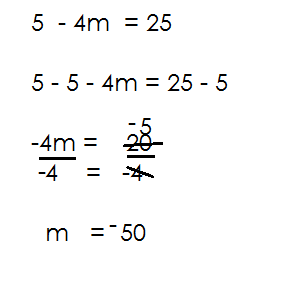 5 - 4m = 25
5 - 5 - 4m = 25 - 5
-5
-4m = 20
-4 = -4
m = -50